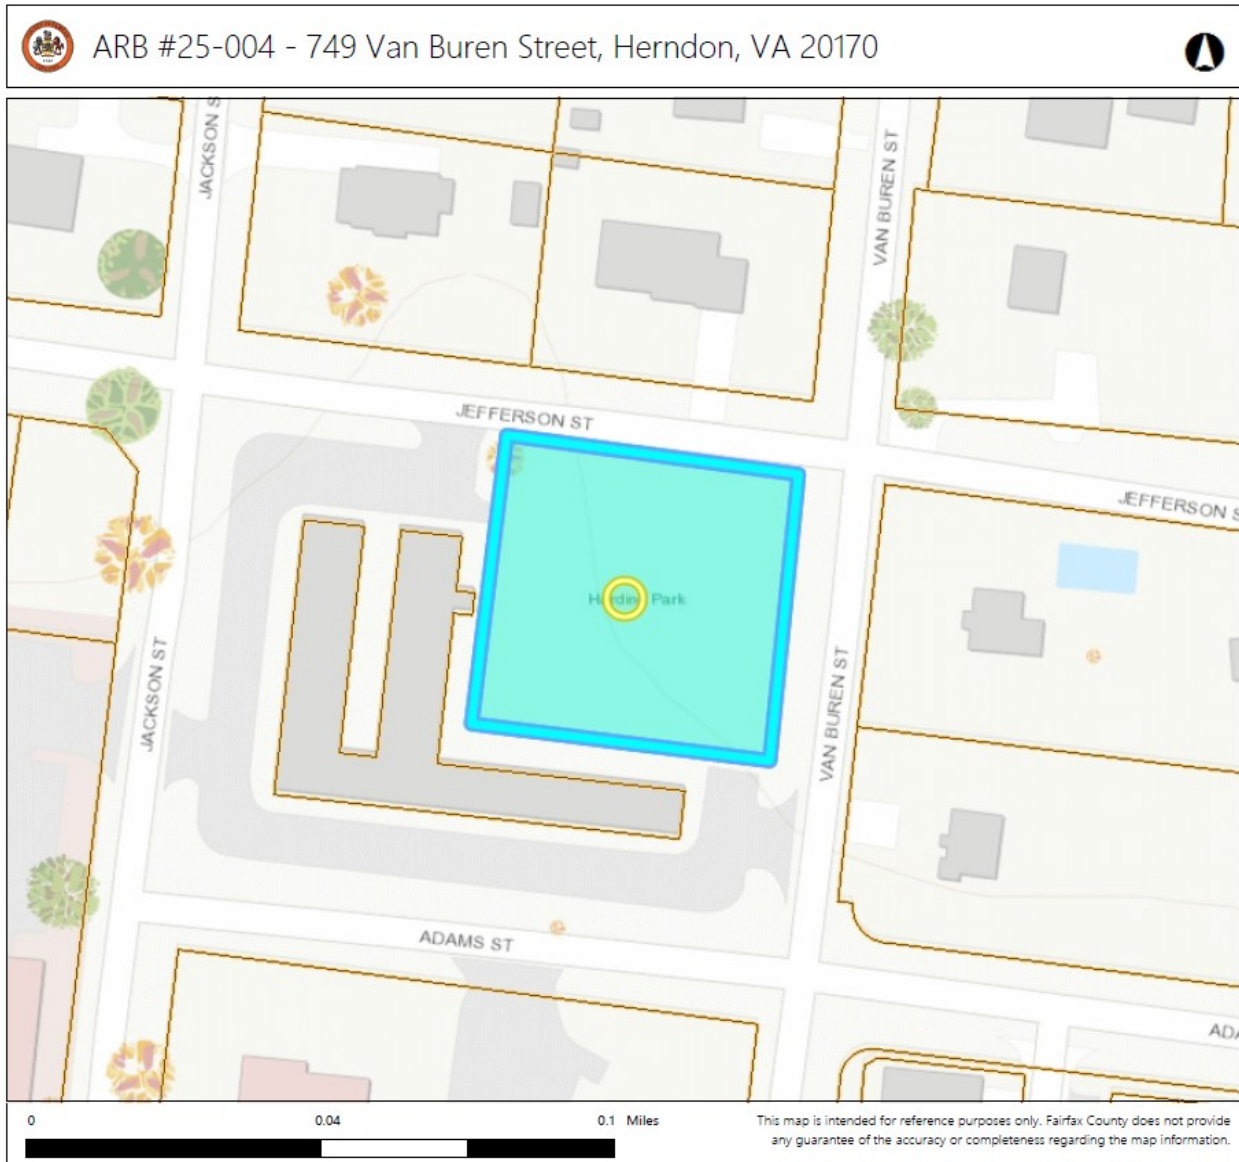 ARB #25-004 - 749 Van Buren Street, Herndon, VA 20170
JACKSON S
VAN BUREN ST
JEFFERSON ST
JEFFERSON S
Park
JACKSON ST
VAN BUREN ST
ADAMS ST
ADA
0 0.04 0.1 Miles
This map is intended for reference purposes only. Fairfax County does not provide
any guarantee of the accuracy or completeness regarding the map information.